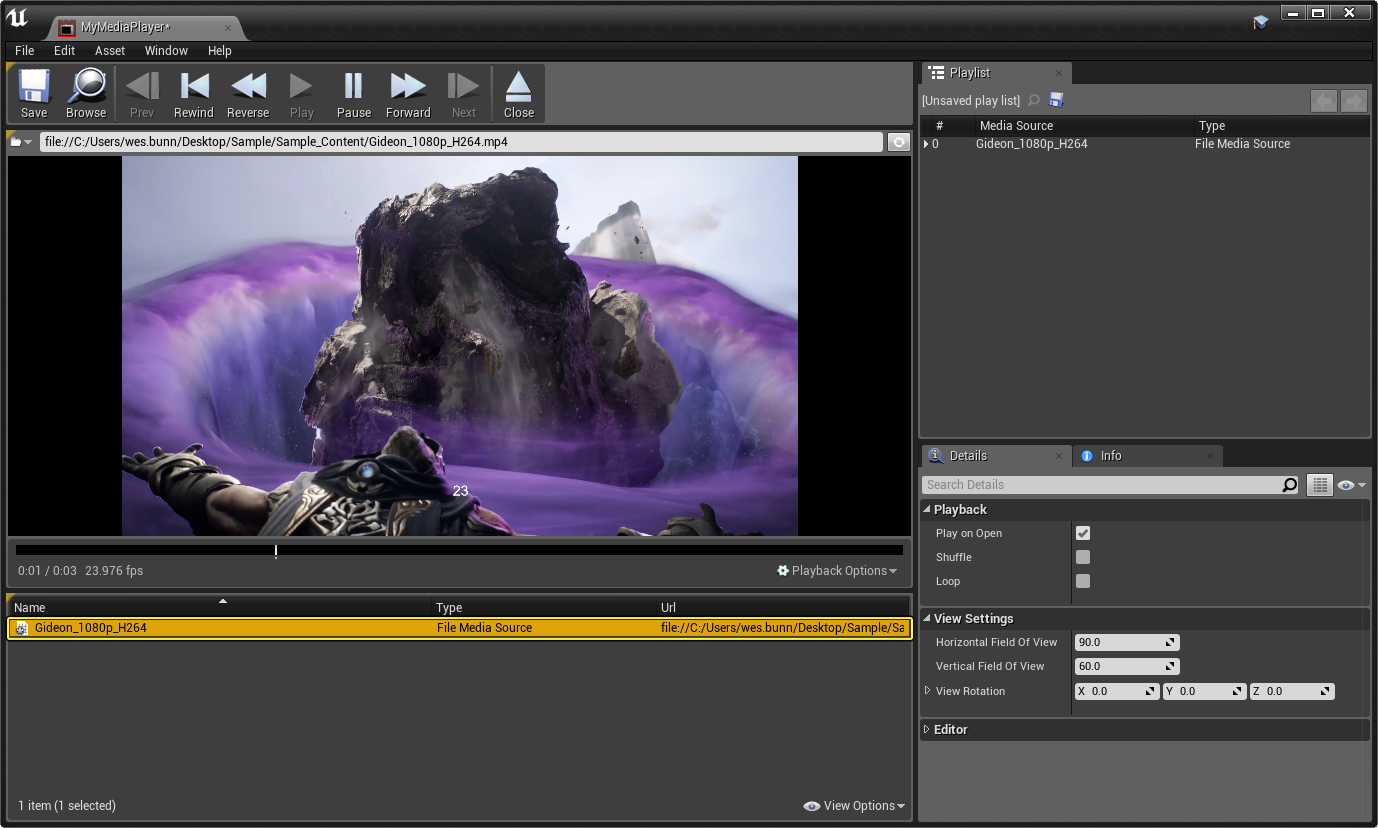 MyMediaPlayer*
File Edit Asset Window Help
Save Browse Prev Rewind Reverse Play Pause Forward Next Close
file://C:/Users/wes.bunn/Desktop/Sample/Sample_Content/Gideon_1080p_H264.mp4
23
0:01 / 0:03 23.976 fps
Playback Options
Name Type Url
Gideon_1080p_H264 File Media Source file://C:/Users/wes.bunn/Desktop/Sample/Sa
1 item (1 selected)
View Options
Playlist
[Unsaved play list]
# Media Source Type
0 Gideon_1080p_H264 File Media Source
Details Info
Search Details
Playback
Play on Open
Shuffle
Loop
View Settings
Horizontal Field Of View 90.0
Vertical Field Of View 60.0
View Rotation X 0.0 Y 0.0 Z 0.0
Editor